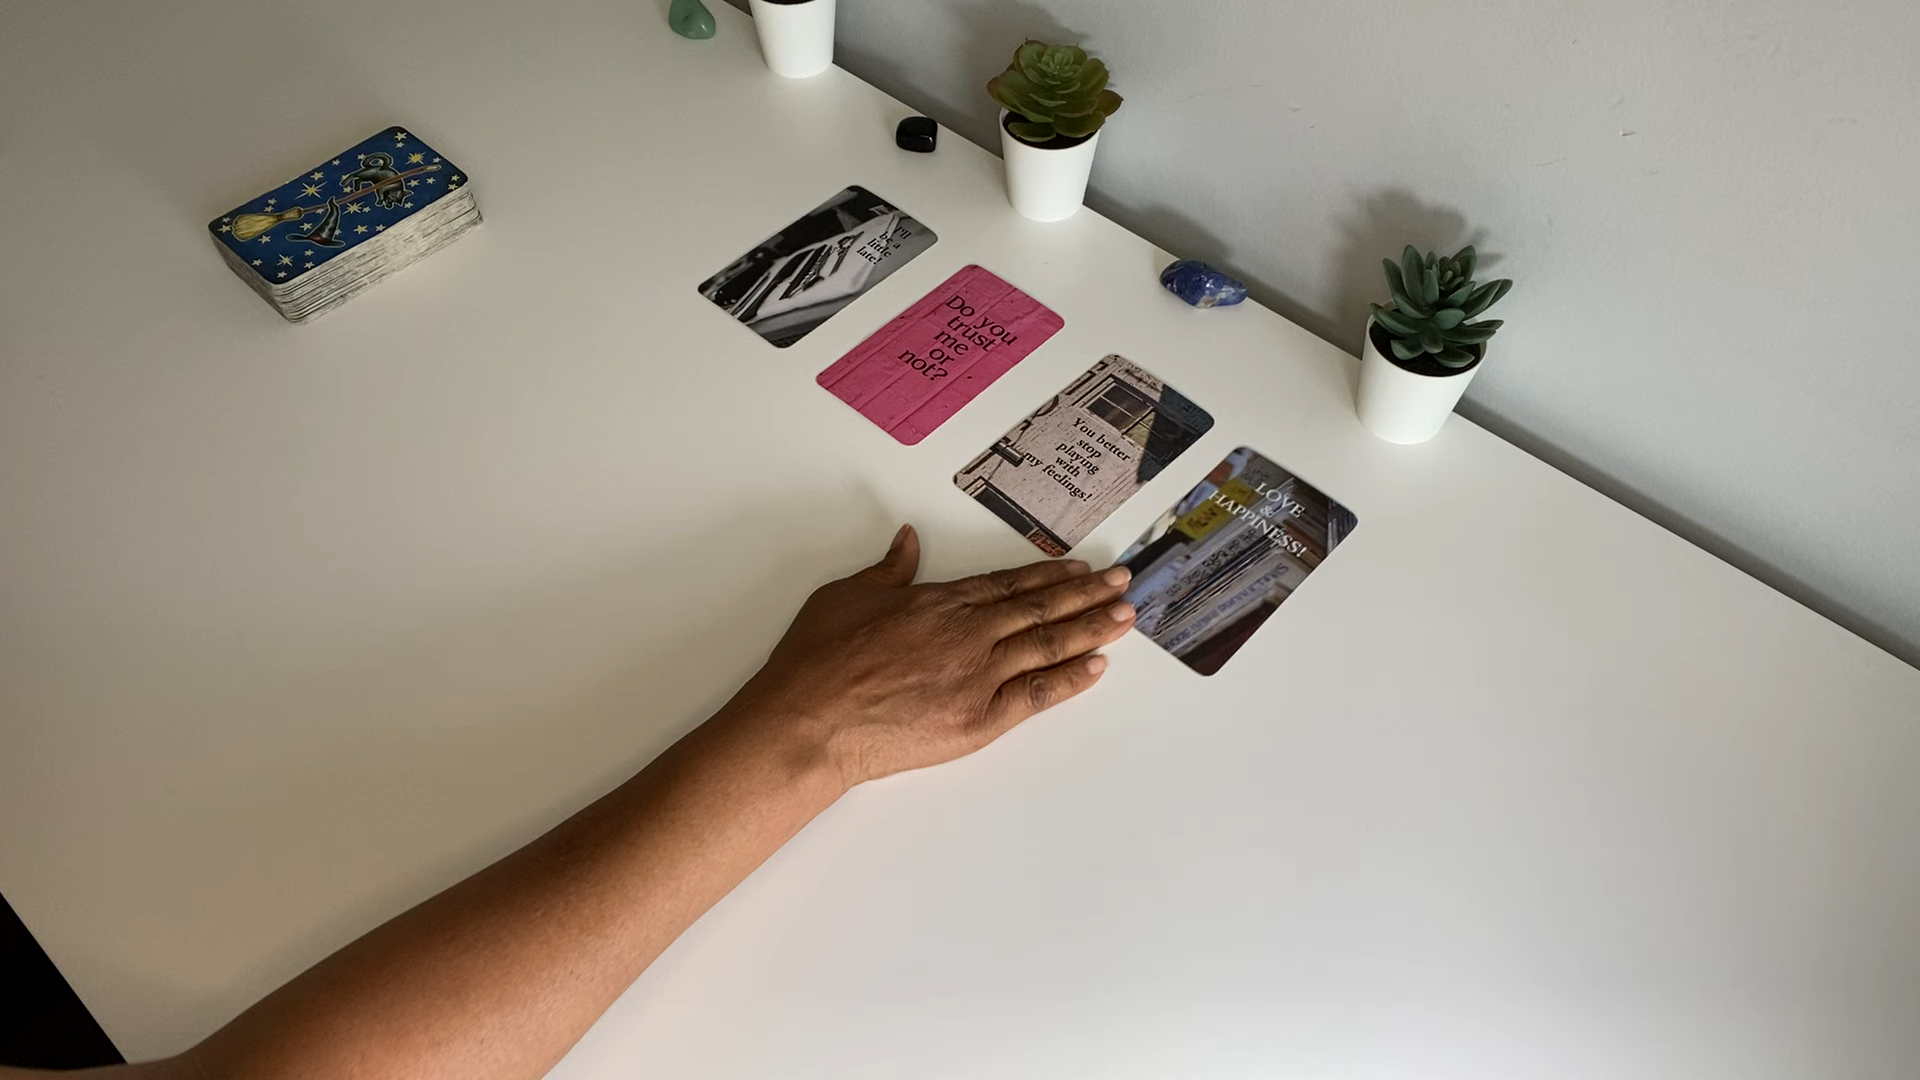 I'll
be a
little
late!
Do you
trust
me
or
not?
You better
stop
playing
with
my feelings!
LOVE
&
HAPPINESS!